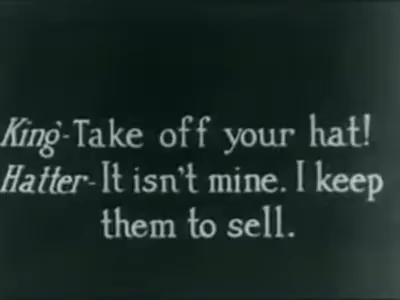 King-Take off your hat!
Hatter-It isn't mine. I keep
them to sell.